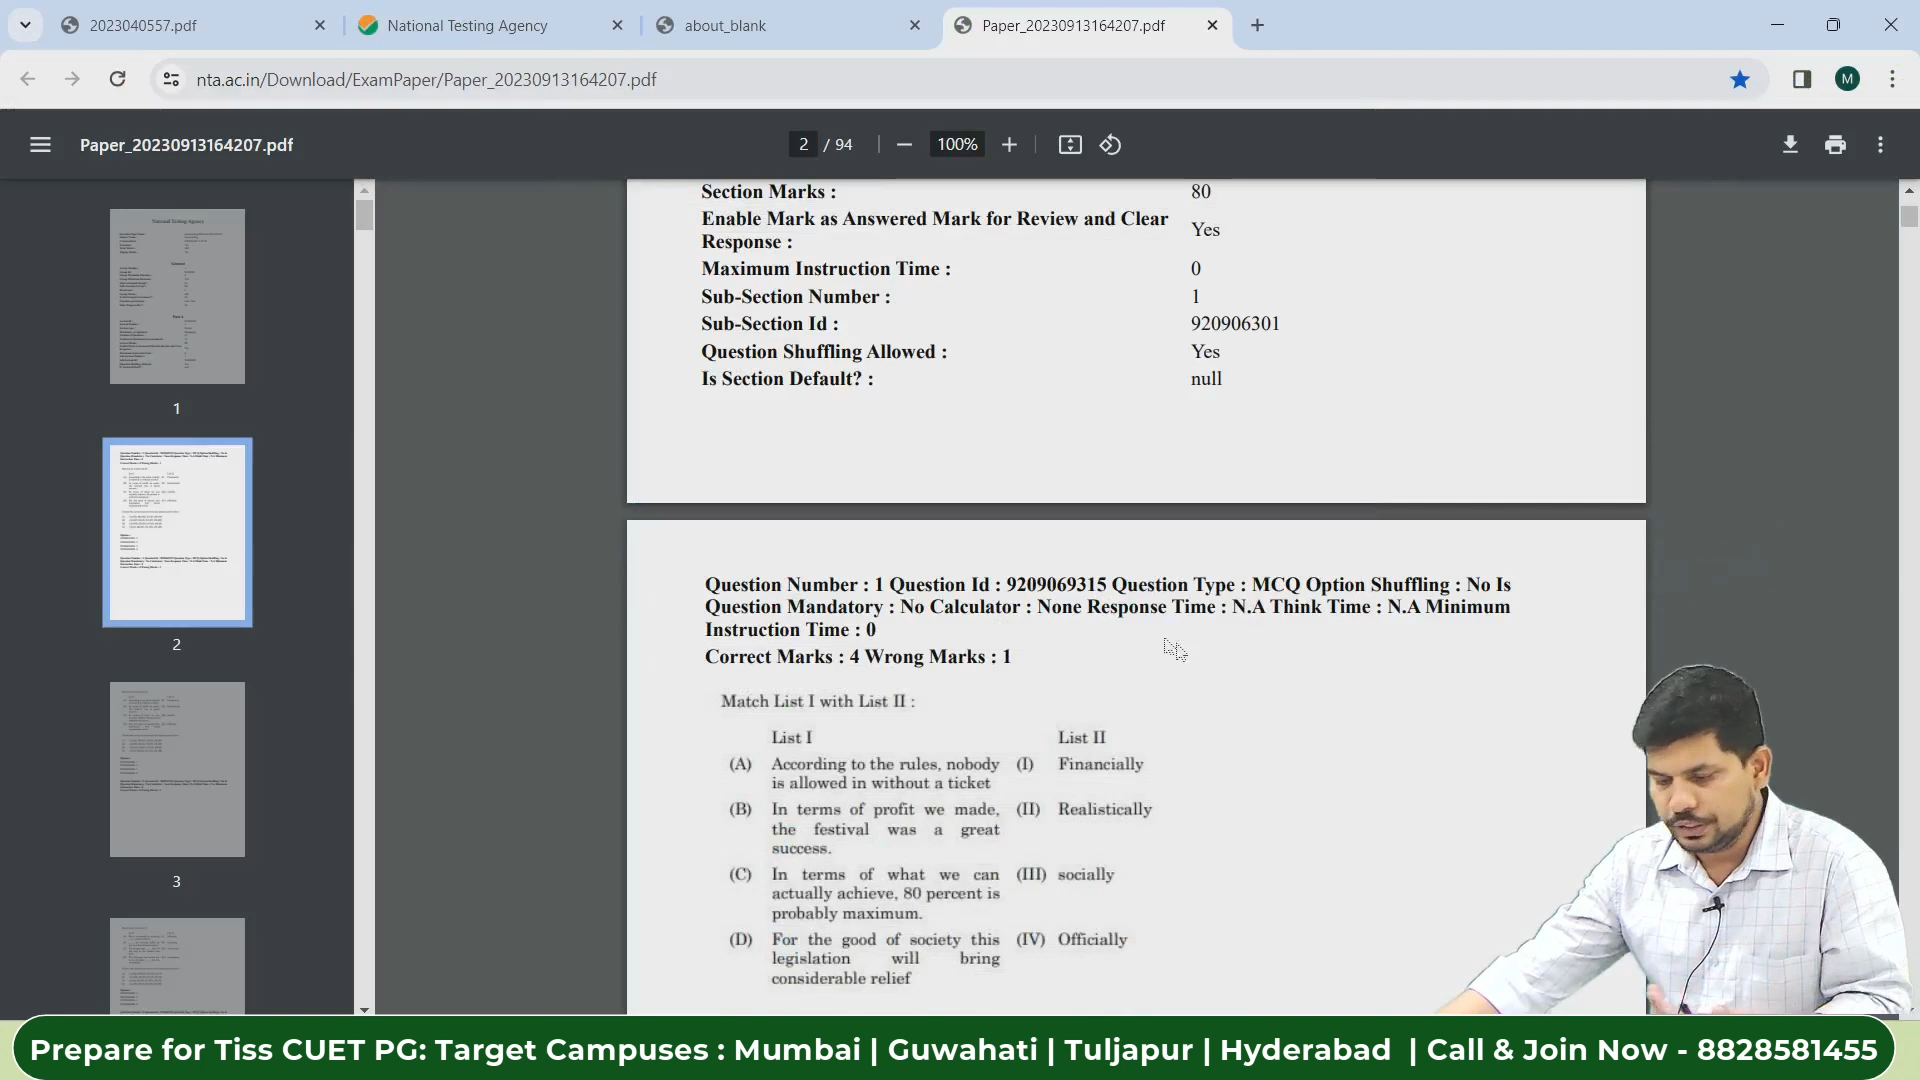 2023040557.pdf
National Testing Agency
about_blank
Paper_20230913164207.pdf
nta.ac.in/Download/ExamPaper/Paper_20230913164207.pdf
M
Paper_20230913164207.pdf
2 / 94
100%
1
2
3
Section Marks : 80
Enable Mark as Answered Mark for Review and Clear
Response : Yes
Maximum Instruction Time : 0
Sub-Section Number : 1
Sub-Section Id : 920906301
Question Shuffling Allowed : Yes
Is Section Default? : null
Question Number : 1 Question Id : 9209069315 Question Type : MCQ Option Shuffling : No Is
Question Mandatory : No Calculator : None Response Time : N.A Think Time : N.A Minimum
Instruction Time : 0
Correct Marks : 4 Wrong Marks : 1
Match List I with List II :
List I List II
(A) According to the rules, nobody (I) Financially
is allowed in without a ticket
(B) In terms of profit we made, (II) Realistically
the festival was a great
success.
(C) In terms of what we can (III) socially
actually achieve, 80 percent is
probably maximum.
(D) For the good of society this (IV) Officially
legislation will bring
considerable relief
Prepare for Tiss CUET PG: Target Campuses : Mumbai | Guwahati | Tuljapur | Hyderabad | Call & Join Now - 8828581455